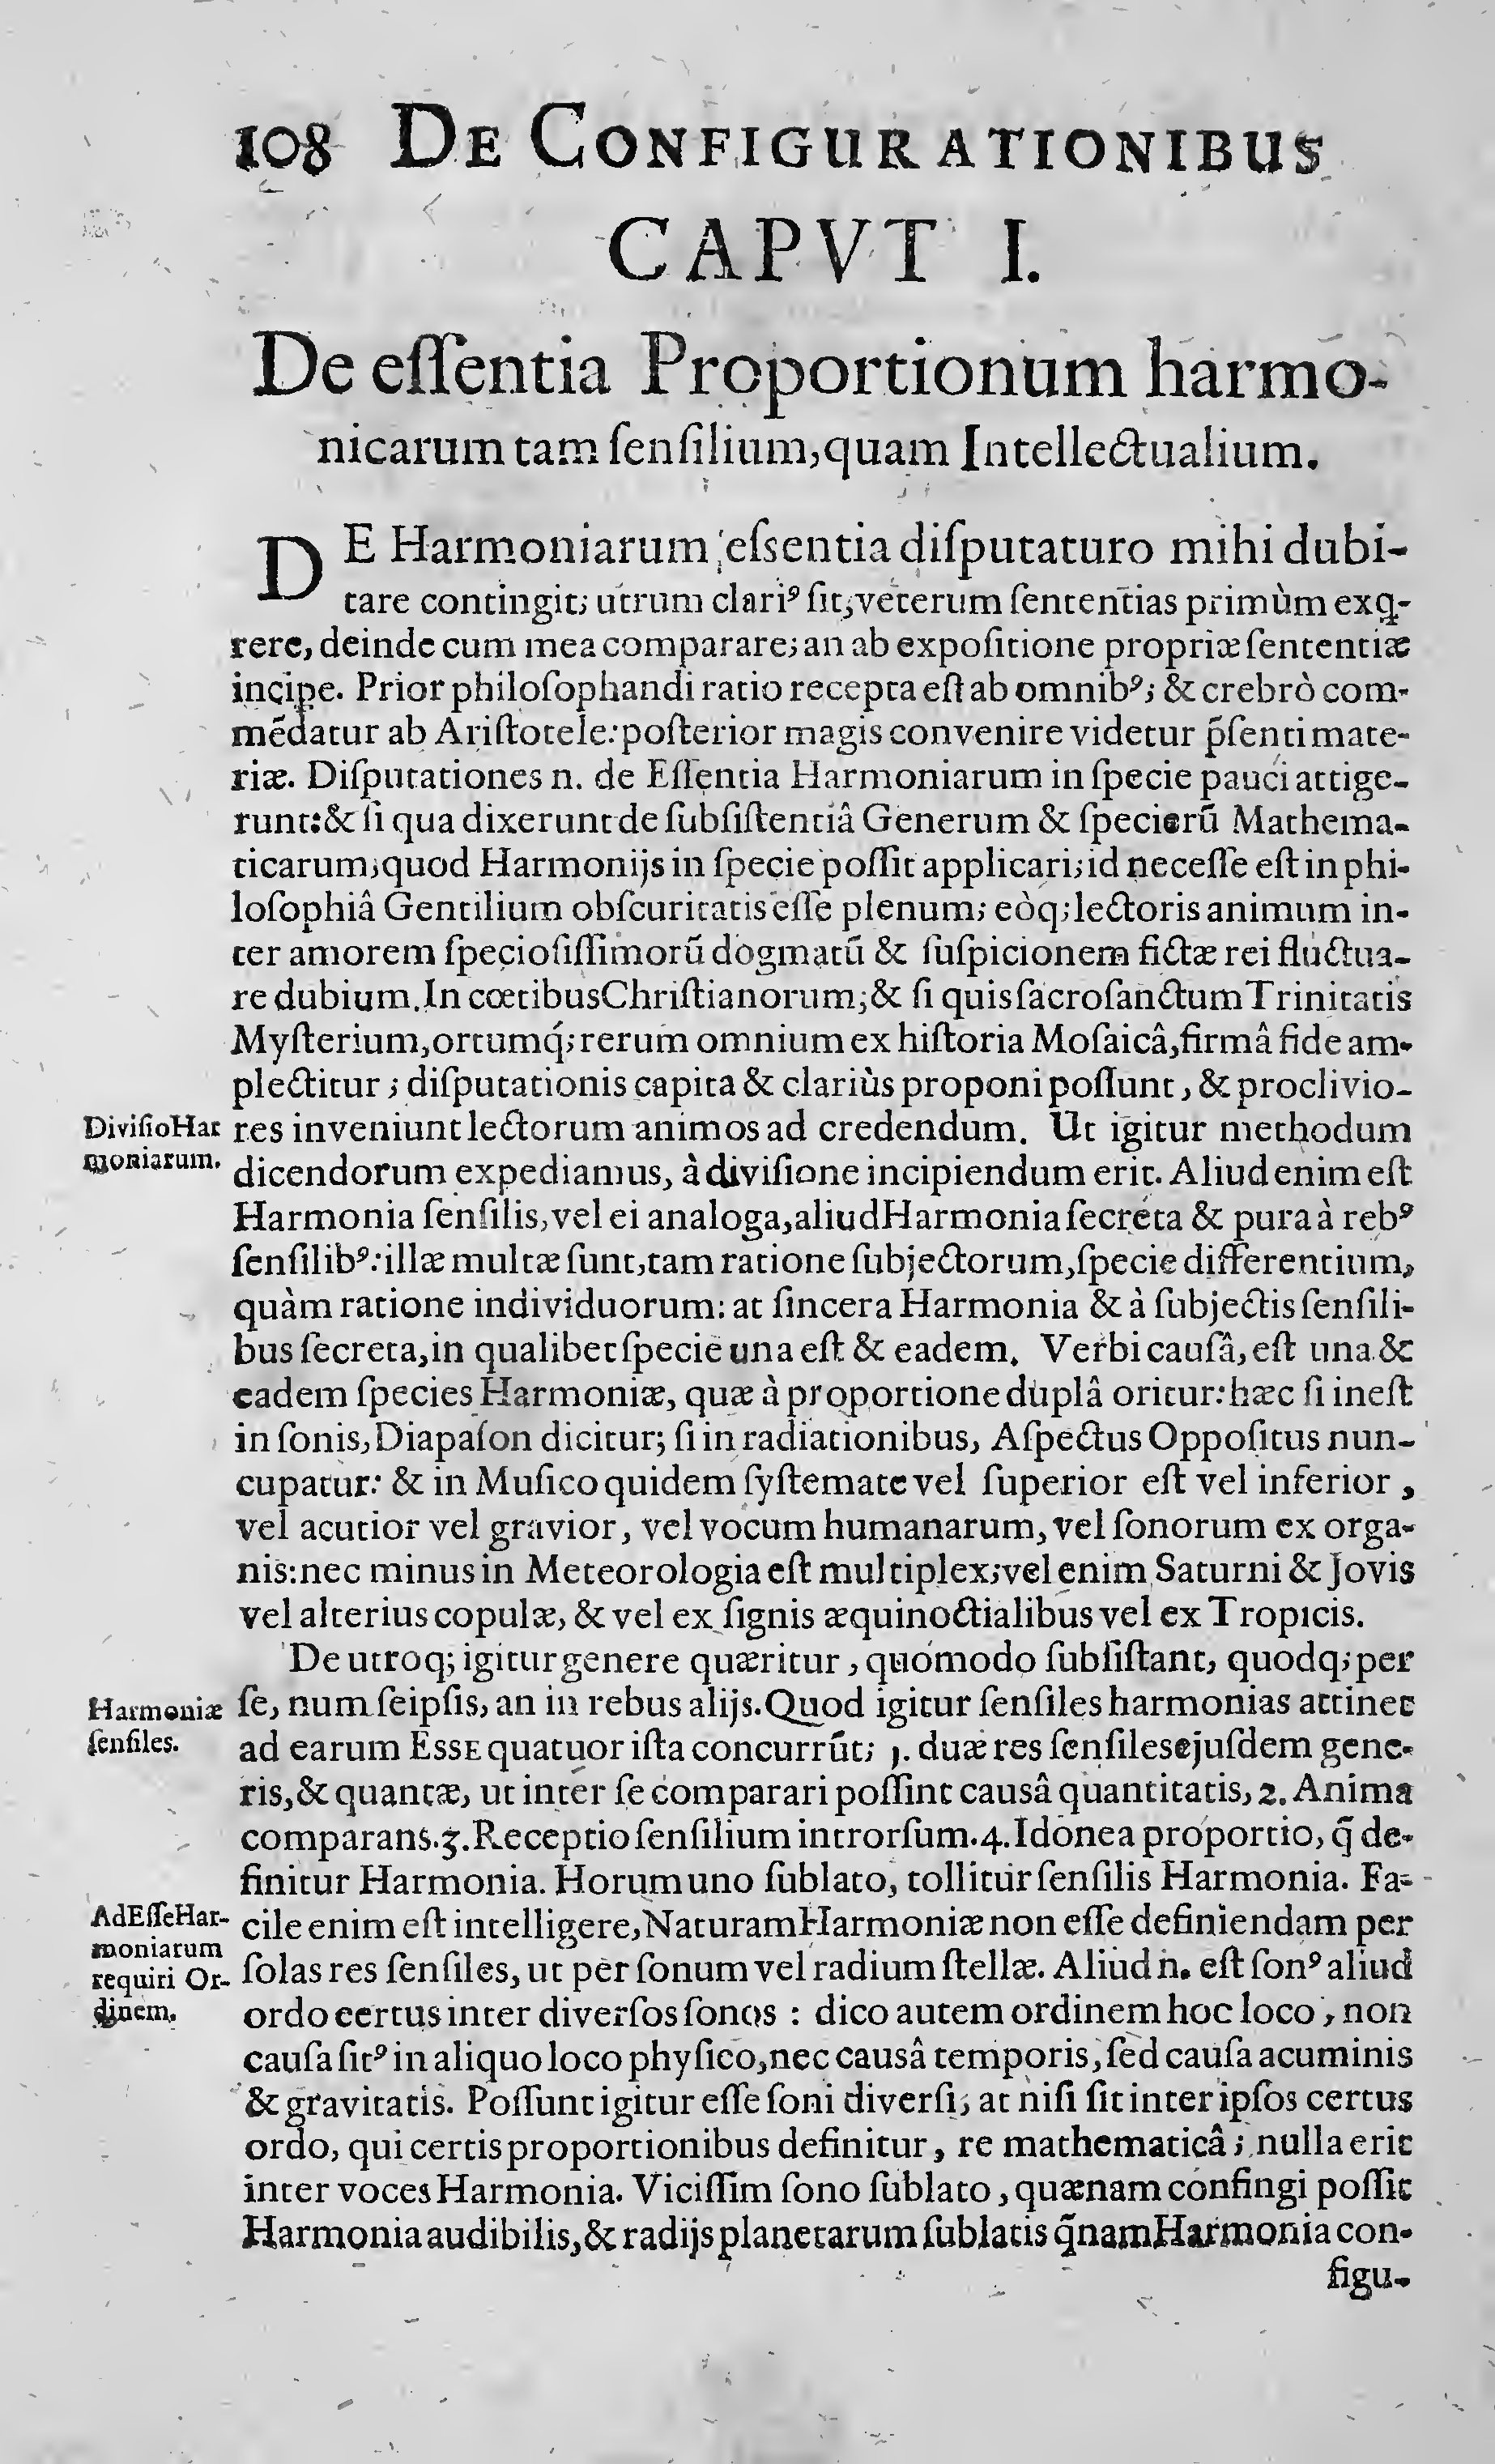 108 DE CONFIGURATIONIBUS
CAPVT I.
De eſſentia Proportionum harmo-
nicarum tam ſenſilium, quam Intellectualium.
DE Harmoniarum eſsentia diſputaturo mihi dubi-
tare contingit; utrum clariꝰ ſit, veterum ſententias primùm exq-
rere, deinde cum mea comparare; an ab expoſitione propriæ ſententiæ
incipe. Prior philoſophandi ratio recepta eſt ab omnibꝰ; & crebrò com-
mẽdatur ab Ariſtotele: poſterior magis convenire videtur p̃ſenti mate-
riæ. Diſputationes n. de Eſſentia Harmoniarum in ſpecie pauci attige-
runt: & ſi qua dixerunt de ſubſiſtentiâ Generum & ſpecierũ Mathema-
ticarum, quod Harmonijs in ſpecie poſſit applicari; id neceſſe eſt in phi-
loſophiâ Gentilium obſcuritatis eſſe plenum; eòq; lectoris animum in-
ter amorem ſpecioſiſſimorũ dogmatũ & ſuſpicionem fictæ rei fluctua-
re dubium. In cœtibus Chriſtianorum; & ſi quis ſacroſanctum Trinitatis
Myſterium, ortumq́; rerum omnium ex hiſtoria Moſaicâ, firmâ fide am-
plectitur; diſputationis capita & clariùs proponi poſſunt, & proclivio-
DiviſioHar
moniarum.
res inveniunt lectorum animos ad credendum. Ut igitur methodum
dicendorum expediamus, à diviſione incipiendum erit. Aliud enim eſt
Harmonia ſenſilis, vel ei analoga, aliud Harmonia ſecreta & pura à rebꝰ
ſenſilibꝰ: illæ multæ ſunt, tam ratione ſubjectorum, ſpecie differentium,
quàm ratione individuorum: at ſincera Harmonia & à ſubjectis ſenſili-
bus ſecreta, in qualibet ſpecie una eſt & eadem. Verbi cauſâ, eſt una &
eadem ſpecies Harmoniæ, quæ à proportione duplâ oritur: hæc ſi ineſt
in ſonis, Diapaſon dicitur; ſi in radiationibus, Aſpectus Oppoſitus nun-
cupatur: & in Muſico quidem ſyſtemate vel ſuperior eſt vel inferior,
vel acutior vel gravior, vel vocum humanarum, vel ſonorum ex orga-
nis: nec minus in Meteorologia eſt multiplex; vel enim Saturni & Jovis
vel alterius copulæ, & vel ex ſignis æquinoctialibus vel ex Tropicis.
De utroq; igitur genere quæritur, quomodo ſubſiſtant, quodq; per
Harmoniæ
ſenſiles.
ſe, num ſeipſis, an in rebus alijs. Quod igitur ſenſiles harmonias attinet
ad earum ESSE quatuor iſta concurrũt; 1. duæ res ſenſiles ejuſdem gene-
ris, & quantæ, ut inter ſe comparari poſſint causâ quantitatis, 2. Anima
comparans. 3. Receptio ſenſilium introrſum. 4. Idonea proportio, q̃ de-
finitur Harmonia. Horum uno ſublato, tollitur ſenſilis Harmonia. Fa-
AdEſſeHar-
moniarum
requiri Or-
dinem.
cile enim eſt intelligere, Naturam Harmoniæ non eſſe definiendam per
ſolas res ſenſiles, ut per ſonum vel radium ſtellæ. Aliud n. eſt ſonꝰ aliud
ordo certus inter diverſos ſonos : dico autem ordinem hoc loco, non
cauſa ſitꝰ in aliquo loco phyſico, nec causâ temporis, ſed cauſa acuminis
& gravitatis. Poſſunt igitur eſſe ſoni diverſi; at niſi ſit inter ipſos certus
ordo, qui certis proportionibus definitur, re mathematicâ; nulla erit
inter voces Harmonia. Viciſſim ſono ſublato, quænam confingi poſſit
Harmonia audibilis, & radijs planetarum ſublatis q̃nam Harmonia con-
figu-